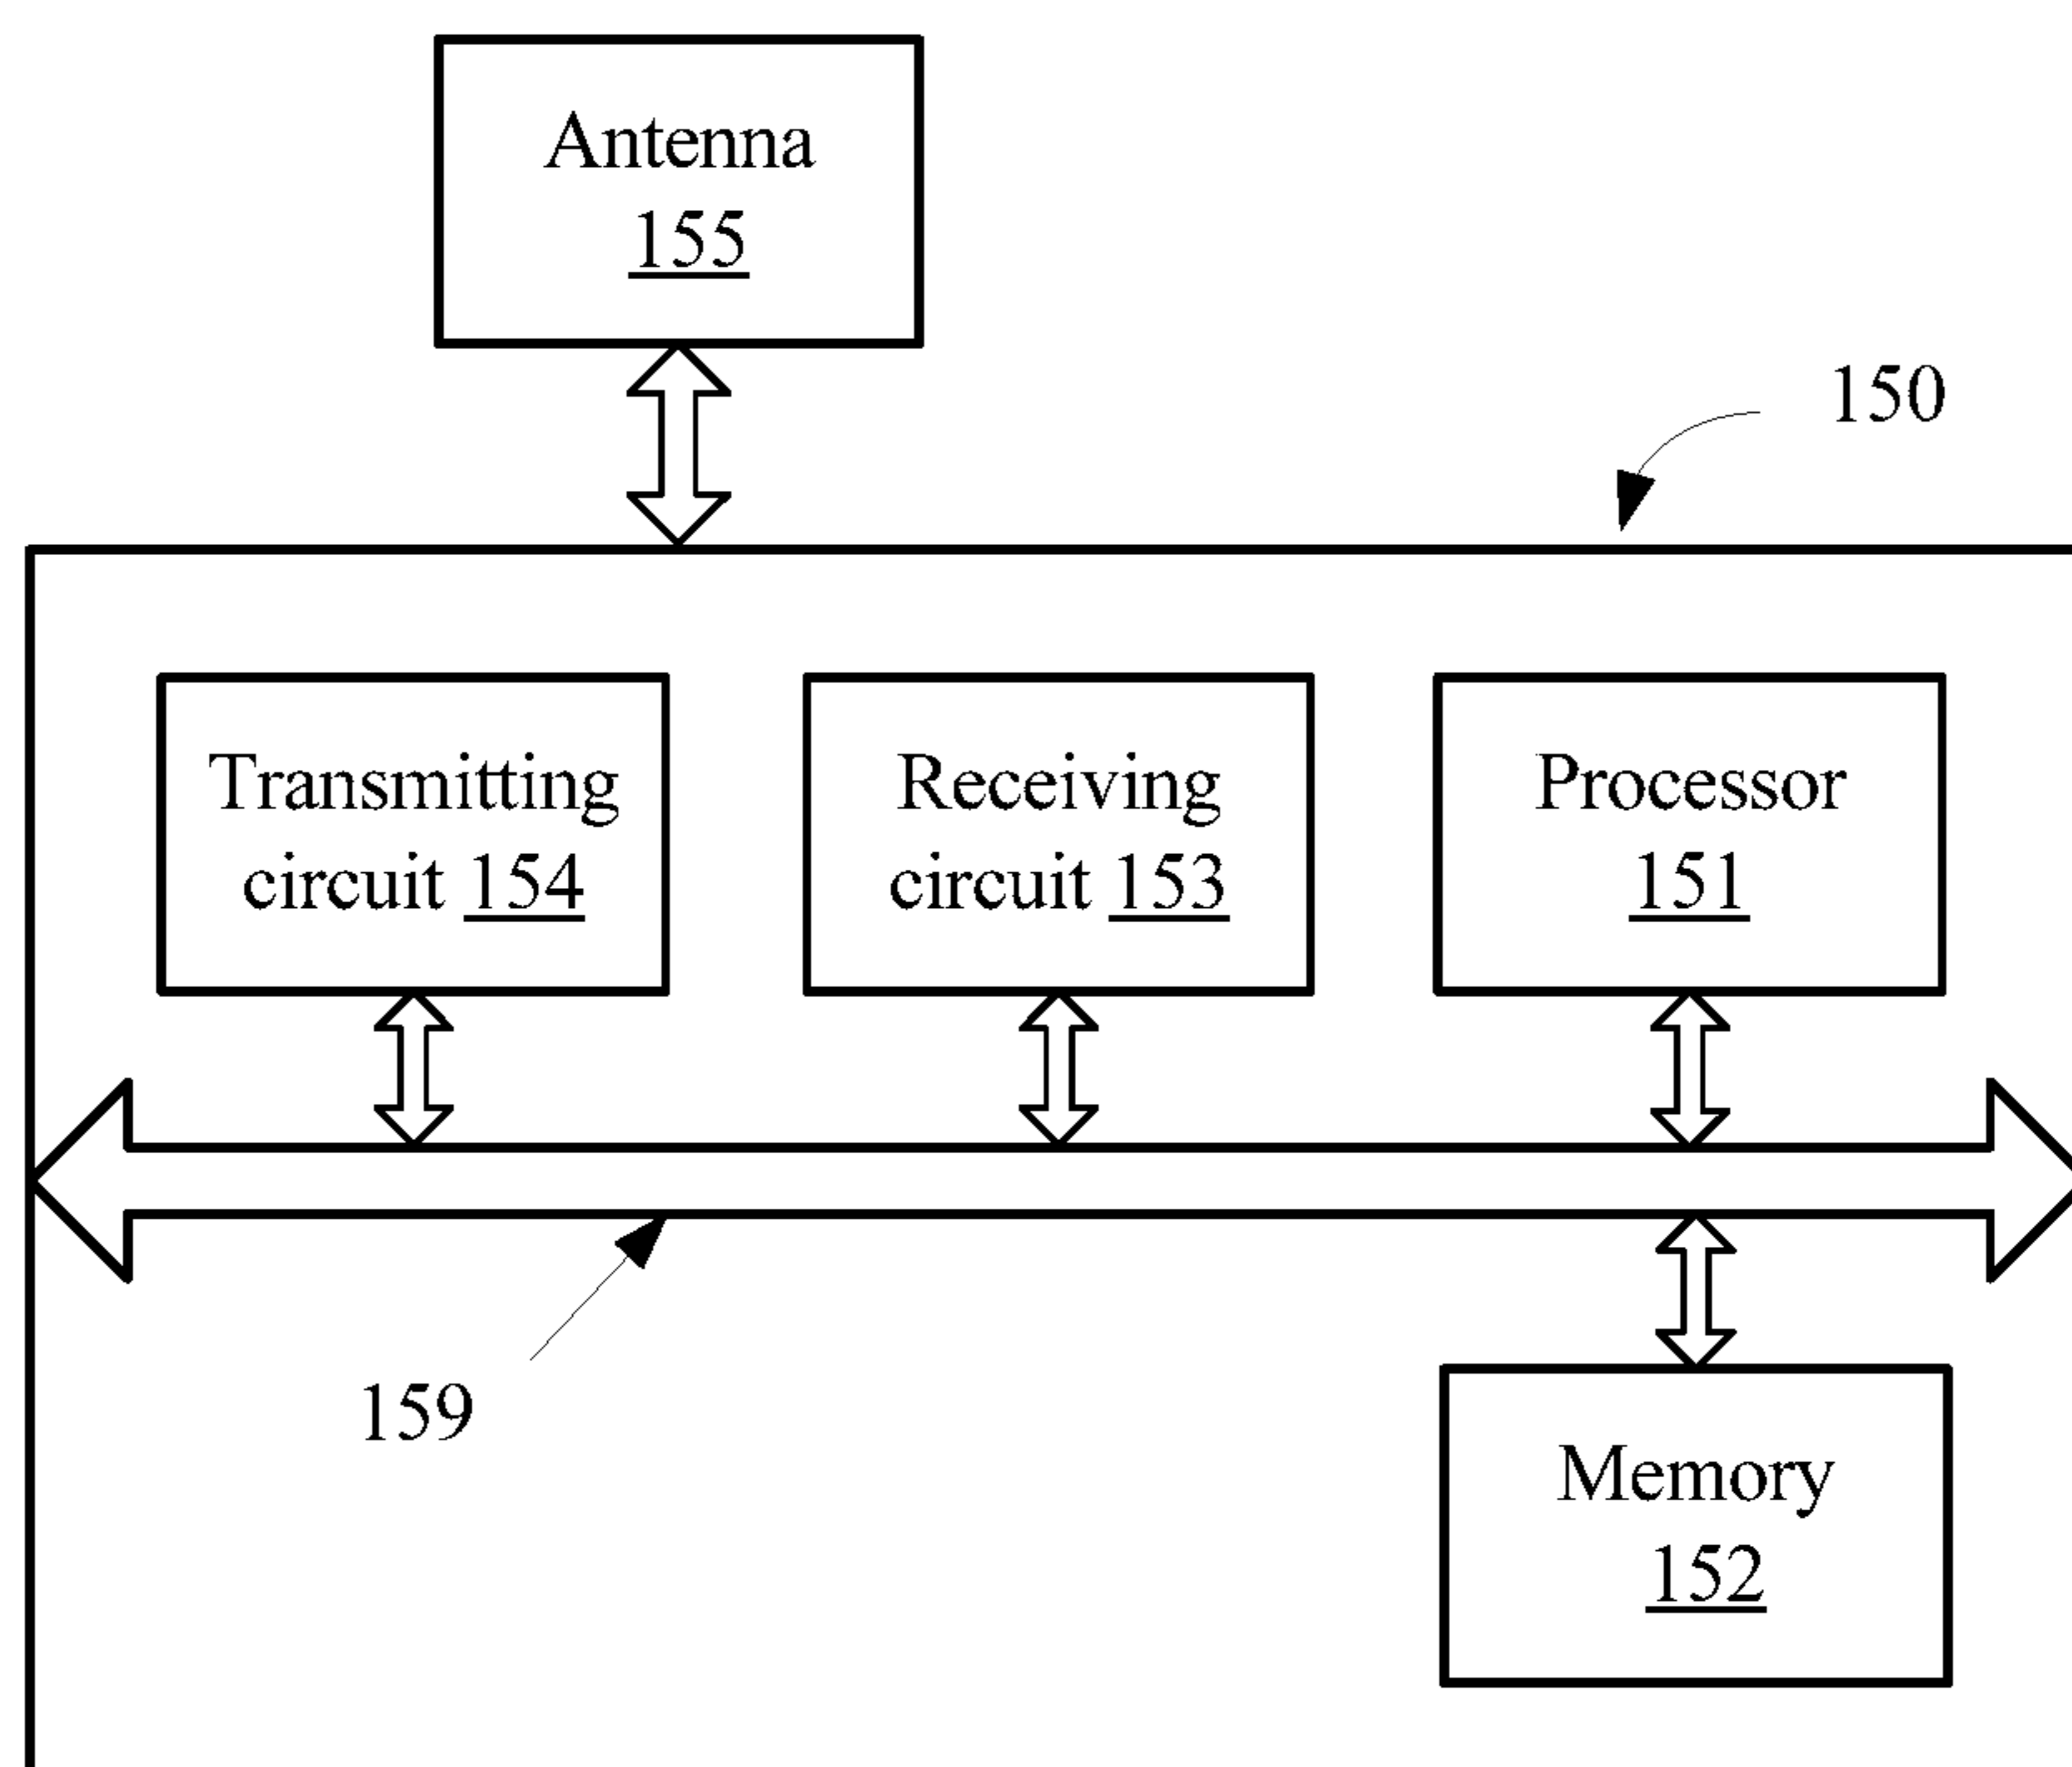 Antenna
155
150
Transmitting
circuit 154
Receiving
circuit 153
Processor
151
159
Memory
152